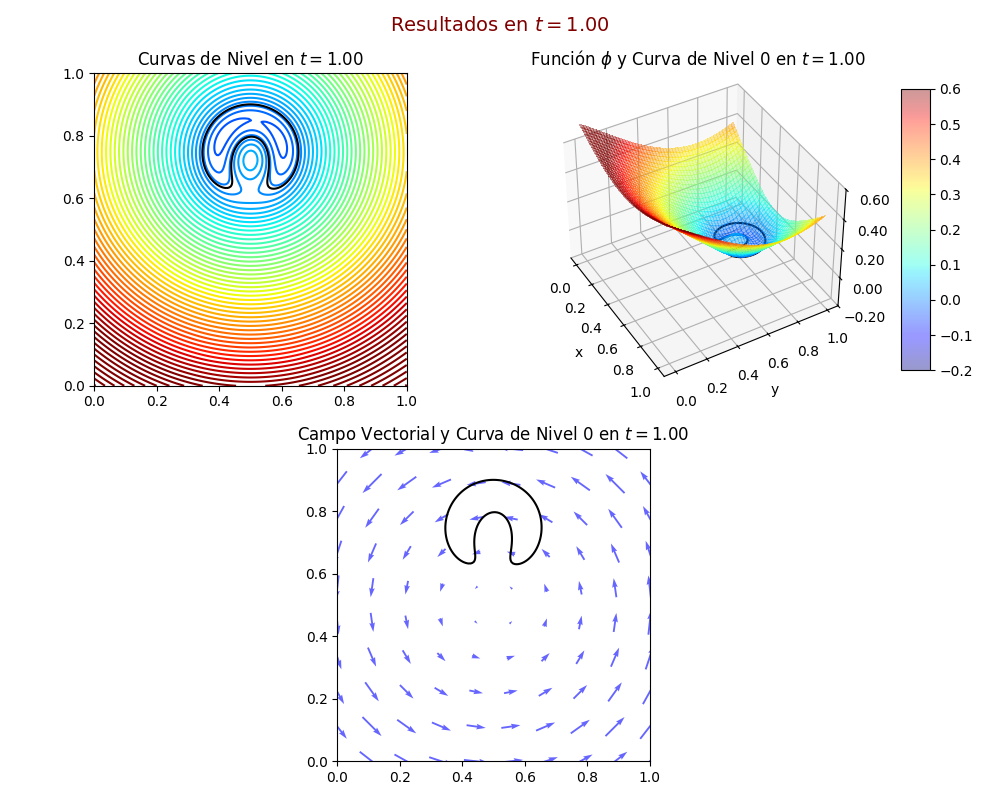 Resultados en t = 1.00
Curvas de Nivel en t = 1.00
1.0
0.8
0.6
0.4
0.2
0.0
0.0 0.2 0.4 0.6 0.8 1.0
Función ϕ y Curva de Nivel 0 en t = 1.00
0.60
0.40
0.20
0.00
−0.20
0.0 0.2 0.4 0.6 0.8 1.0
x
0.0 0.2 0.4 0.6 0.8 1.0
y
0.6
0.5
0.4
0.3
0.2
0.1
0.0
−0.1
−0.2
Campo Vectorial y Curva de Nivel 0 en t = 1.00
1.0
0.8
0.6
0.4
0.2
0.0
0.0 0.2 0.4 0.6 0.8 1.0